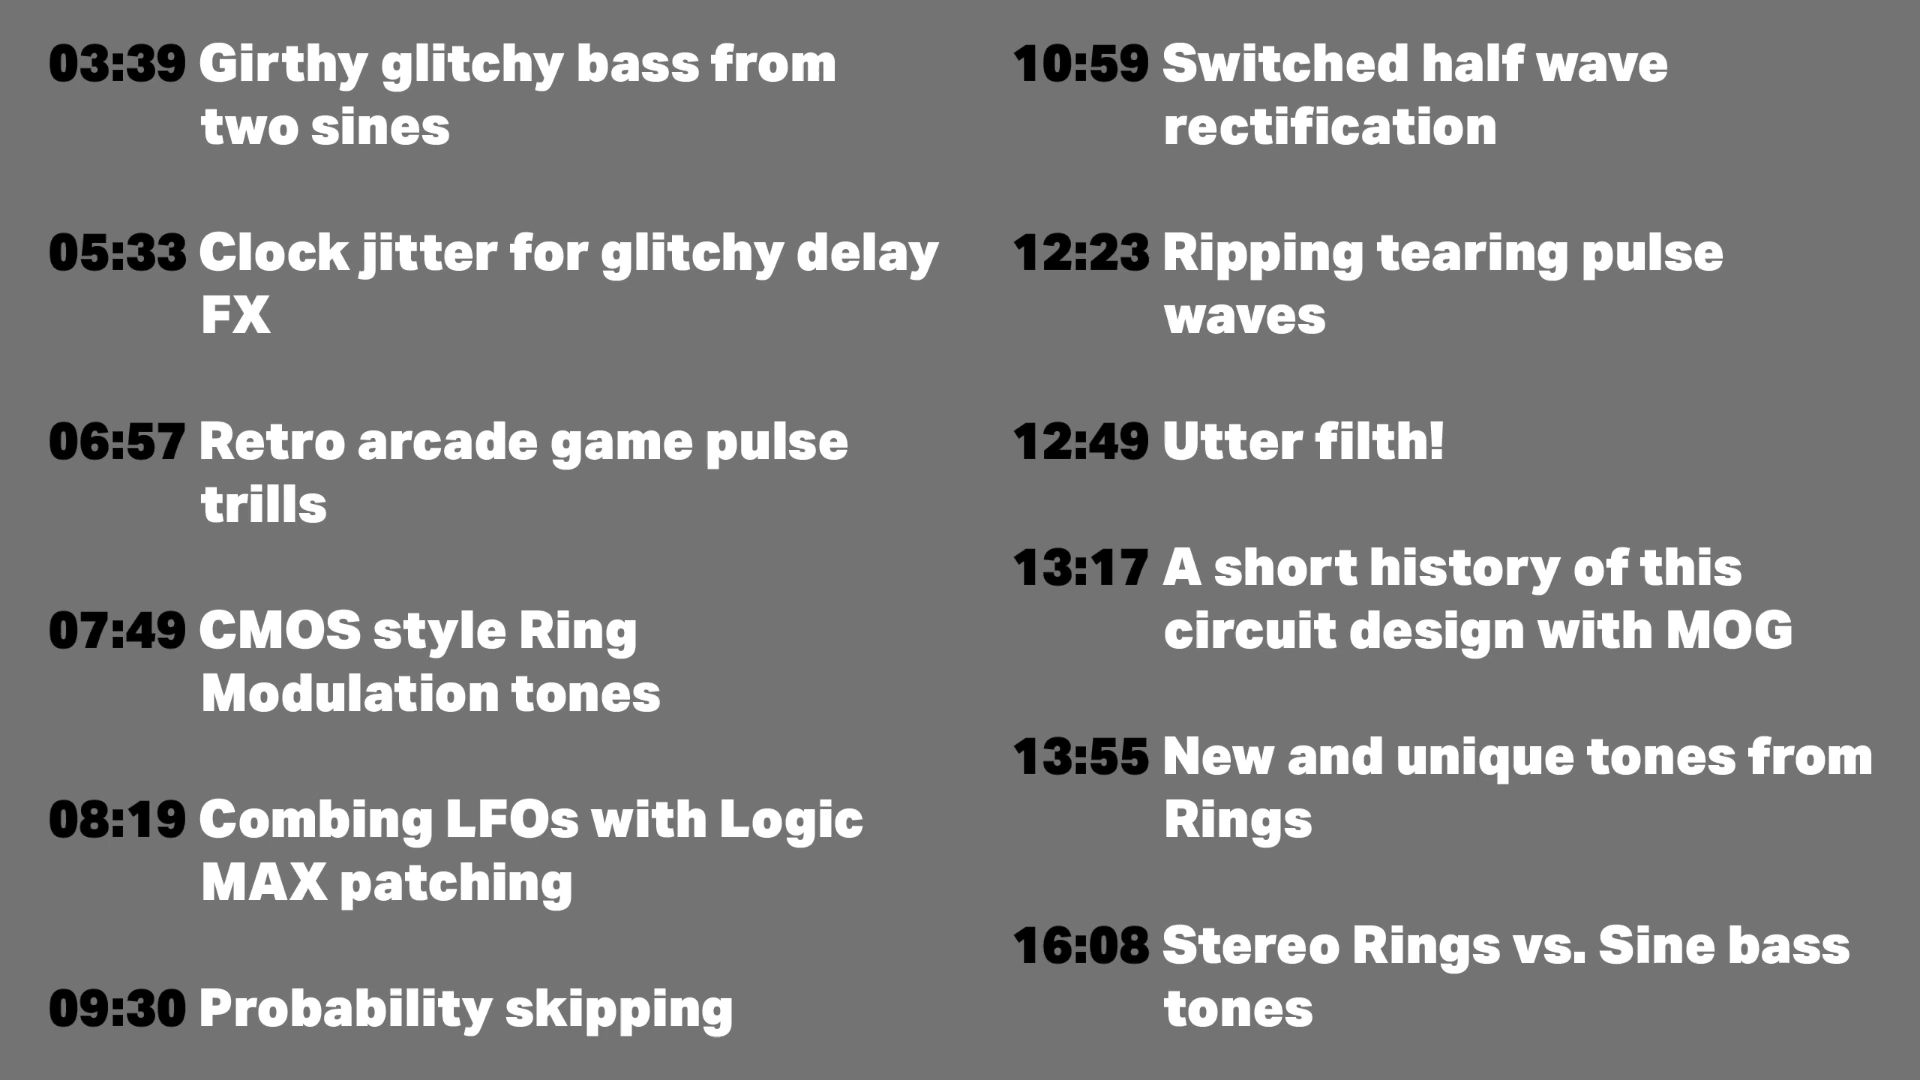 03:39 Girthy glitchy bass from
two sines
05:33 Clock jitter for glitchy delay
FX
06:57 Retro arcade game pulse
trills
07:49 CMOS style Ring
Modulation tones
08:19 Combing LFOs with Logic
MAX patching
09:30 Probability skipping
10:59 Switched half wave
rectification
12:23 Ripping tearing pulse
waves
12:49 Utter filth!
13:17 A short history of this
circuit design with MOG
13:55 New and unique tones from
Rings
16:08 Stereo Rings vs. Sine bass
tones